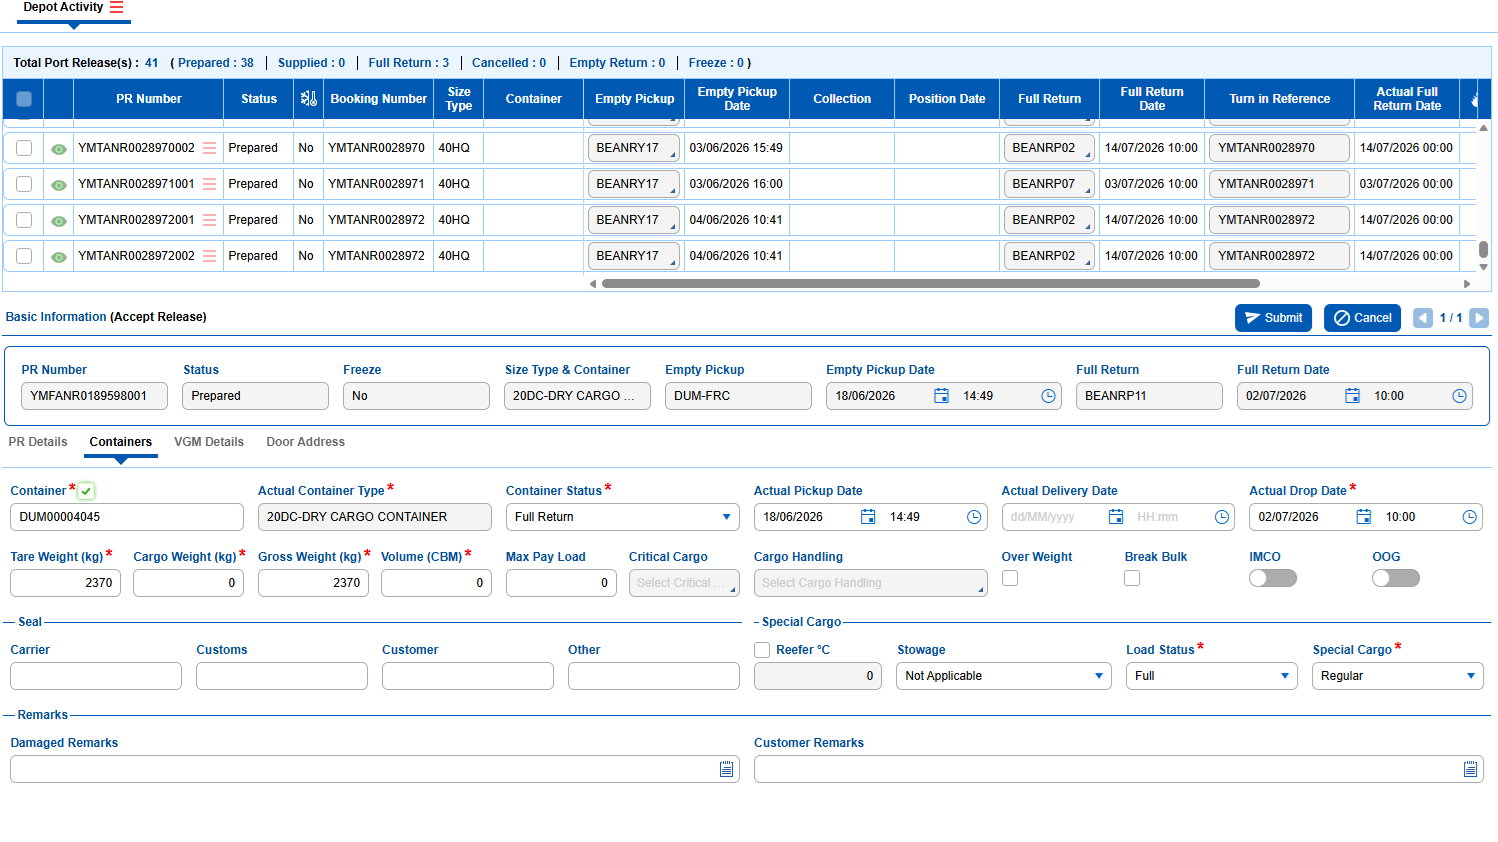 Depot Activity
Total Port Release(s) : 41 ( Prepared : 38 | Supplied : 0 | Full Return : 3 | Cancelled : 0 | Empty Return : 0 | Freeze : 0 )
PR Number Status Booking Number Size Type Container Empty Pickup Empty Pickup Date Collection Position Date Full Return Full Return Date Turn in Reference Actual Full Return Date
YMTANR0028970002 Prepared No YMTANR0028970 40HQ BEANRY17 03/06/2026 15:49 BEANRP02 14/07/2026 10:00 YMTANR0028970 14/07/2026 00:00
YMTANR0028971001 Prepared No YMTANR0028971 40HQ BEANRY17 03/06/2026 16:00 BEANRP07 03/07/2026 10:00 YMTANR0028971 03/07/2026 00:00
YMTANR0028972001 Prepared No YMTANR0028972 40HQ BEANRY17 04/06/2026 10:41 BEANRP02 14/07/2026 10:00 YMTANR0028972 14/07/2026 00:00
YMTANR0028972002 Prepared No YMTANR0028972 40HQ BEANRY17 04/06/2026 10:41 BEANRP02 14/07/2026 10:00 YMTANR0028972 14/07/2026 00:00
Basic Information (Accept Release) Submit Cancel 1 / 1
PR Number Status Freeze Size Type & Container Empty Pickup Empty Pickup Date Full Return Full Return Date
YMFANR0189598001 Prepared No 20DC-DRY CARGO ... DUM-FRC 18/06/2026 14:49 BEANRP11 02/07/2026 10:00
PR Details Containers VGM Details Door Address
Container* Actual Container Type* Container Status* Actual Pickup Date Actual Delivery Date Actual Drop Date*
DUM00004045 20DC-DRY CARGO CONTAINER Full Return 18/06/2026 14:49 dd/MM/yyyy HH:mm 02/07/2026 10:00
Tare Weight (kg)* Cargo Weight (kg)* Gross Weight (kg)* Volume (CBM)* Max Pay Load Critical Cargo Cargo Handling Over Weight Break Bulk IMCO OOG
2370 0 2370 0 0 Select Critical ... Select Cargo Handling
Seal Special Cargo
Carrier Customs Customer Other Reefer °C Stowage Load Status* Special Cargo*
0 Not Applicable Full Regular
Remarks
Damaged Remarks Customer Remarks